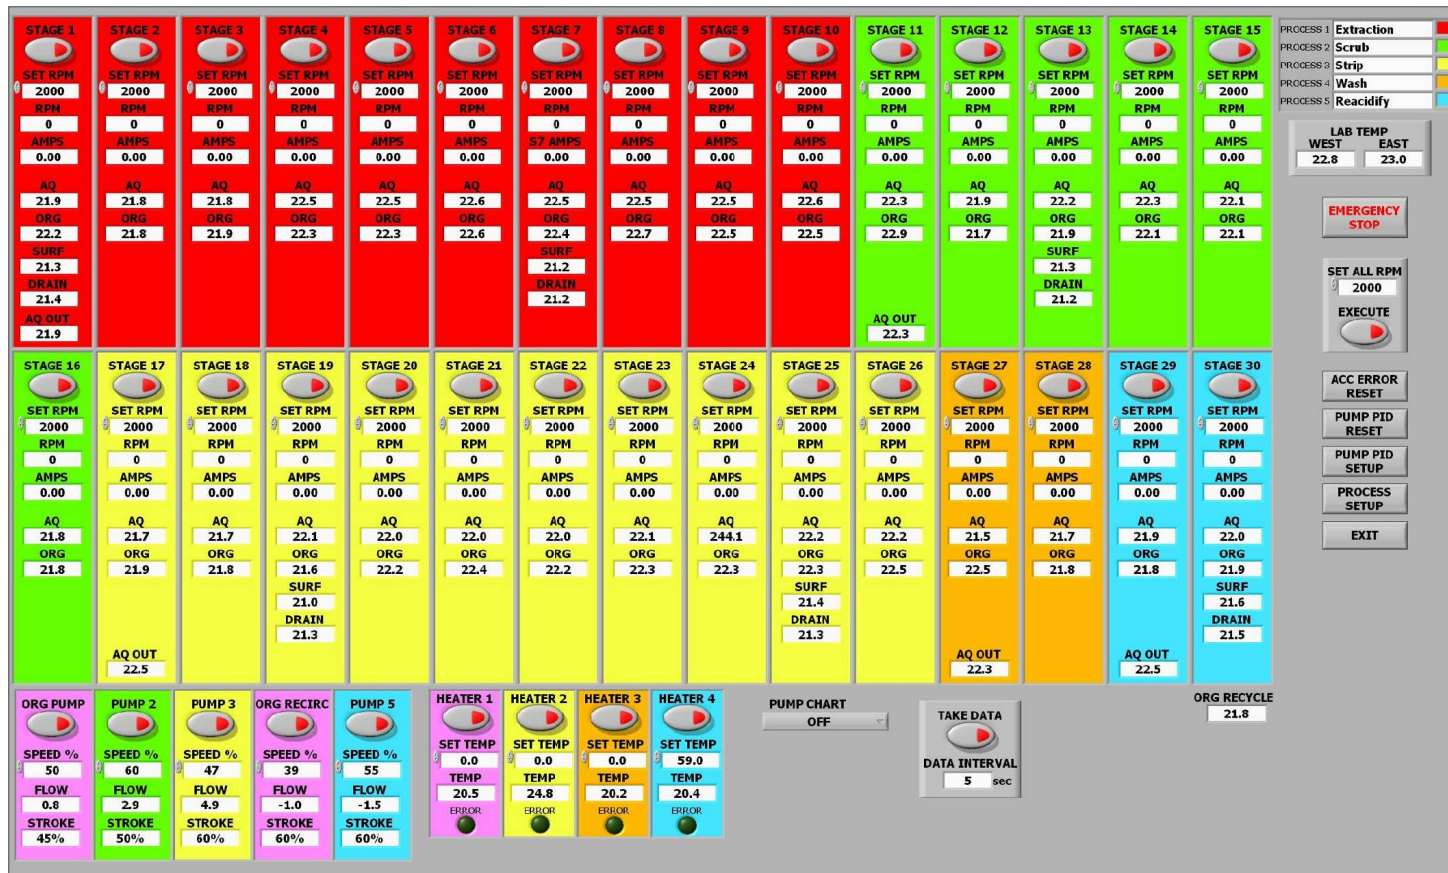 STAGE 1 STAGE 2 STAGE 3 STAGE 4 STAGE 5 STAGE 6 STAGE 7 STAGE 8 STAGE 9 STAGE 10 STAGE 11 STAGE 12 STAGE 13 STAGE 14 STAGE 15
SET RPM SET RPM SET RPM SET RPM SET RPM SET RPM SET RPM SET RPM SET RPM SET RPM SET RPM SET RPM SET RPM SET RPM SET RPM
2000 2000 2000 2000 2000 2000 2000 2000 2000 2000 2000 2000 2000 2000 2000
RPM RPM RPM RPM RPM RPM RPM RPM RPM RPM RPM RPM RPM RPM RPM
0 0 0 0 0 0 0 0 0 0 0 0 0 0 0
AMPS AMPS AMPS AMPS AMPS AMPS S7 AMPS AMPS AMPS AMPS AMPS AMPS AMPS AMPS AMPS
0.00 0.00 0.00 0.00 0.00 0.00 0.00 0.00 0.00 0.00 0.00 0.00 0.00 0.00 0.00
AQ AQ AQ AQ AQ AQ AQ AQ AQ AQ AQ AQ AQ AQ AQ
21.9 21.8 21.8 22.5 22.5 22.6 22.5 22.5 22.5 22.6 22.3 21.9 22.2 22.3 22.1
ORG ORG ORG ORG ORG ORG ORG ORG ORG ORG ORG ORG ORG ORG ORG
22.2 21.8 21.9 22.3 22.3 22.6 22.4 22.7 22.5 22.5 22.9 21.7 21.9 22.1 22.1
SURF SURF SURF
21.3 21.2 21.3
DRAIN DRAIN DRAIN
21.4 21.2 21.2
AQ OUT AQ OUT
21.9 22.3
PROCESS 1 Extraction
PROCESS 2 Scrub
PROCESS 3 Strip
PROCESS 4 Wash
PROCESS 5 Reacidify
LAB TEMP
WEST EAST
22.8 23.0
EMERGENCY
STOP
SET ALL RPM
2000
EXECUTE
STAGE 16 STAGE 17 STAGE 18 STAGE 19 STAGE 20 STAGE 21 STAGE 22 STAGE 23 STAGE 24 STAGE 25 STAGE 26 STAGE 27 STAGE 28 STAGE 29 STAGE 30
SET RPM SET RPM SET RPM SET RPM SET RPM SET RPM SET RPM SET RPM SET RPM SET RPM SET RPM SET RPM SET RPM SET RPM SET RPM
2000 2000 2000 2000 2000 2000 2000 2000 2000 2000 2000 2000 2000 2000 2000
RPM RPM RPM RPM RPM RPM RPM RPM RPM RPM RPM RPM RPM RPM RPM
0 0 0 0 0 0 0 0 0 0 0 0 0 0 0
AMPS AMPS AMPS AMPS AMPS AMPS AMPS AMPS AMPS AMPS AMPS AMPS AMPS AMPS AMPS
0.00 0.00 0.00 0.00 0.00 0.00 0.00 0.00 0.00 0.00 0.00 0.00 0.00 0.00 0.00
AQ AQ AQ AQ AQ AQ AQ AQ AQ AQ AQ AQ AQ AQ AQ
21.8 21.7 21.7 22.1 22.0 22.0 22.0 22.1 244.1 22.2 22.2 21.5 21.7 21.9 22.0
ORG ORG ORG ORG ORG ORG ORG ORG ORG ORG ORG ORG ORG ORG ORG
21.8 21.9 21.8 21.6 22.2 22.4 22.2 22.3 22.3 22.3 22.5 22.5 21.8 21.8 21.9
SURF SURF SURF
21.0 21.4 21.6
DRAIN DRAIN DRAIN
21.3 21.3 21.5
AQ OUT AQ OUT AQ OUT
22.5 22.3 22.5
ACC ERROR
RESET
PUMP PID
RESET
PUMP PID
SETUP
PROCESS
SETUP
EXIT
ORG PUMP PUMP 2 PUMP 3 ORG RECIRC PUMP 5
SPEED % SPEED % SPEED % SPEED % SPEED %
50 60 47 39 55
FLOW FLOW FLOW FLOW FLOW
0.8 2.9 4.9 -1.0 -1.5
STROKE STROKE STROKE STROKE STROKE
45% 50% 60% 60% 60%
HEATER 1 HEATER 2 HEATER 3 HEATER 4
SET TEMP SET TEMP SET TEMP SET TEMP
0.0 0.0 0.0 59.0
TEMP TEMP TEMP TEMP
20.5 24.8 20.2 20.4
ERROR ERROR ERROR ERROR
PUMP CHART
OFF
TAKE DATA
DATA INTERVAL
5 sec
ORG RECYCLE
21.8